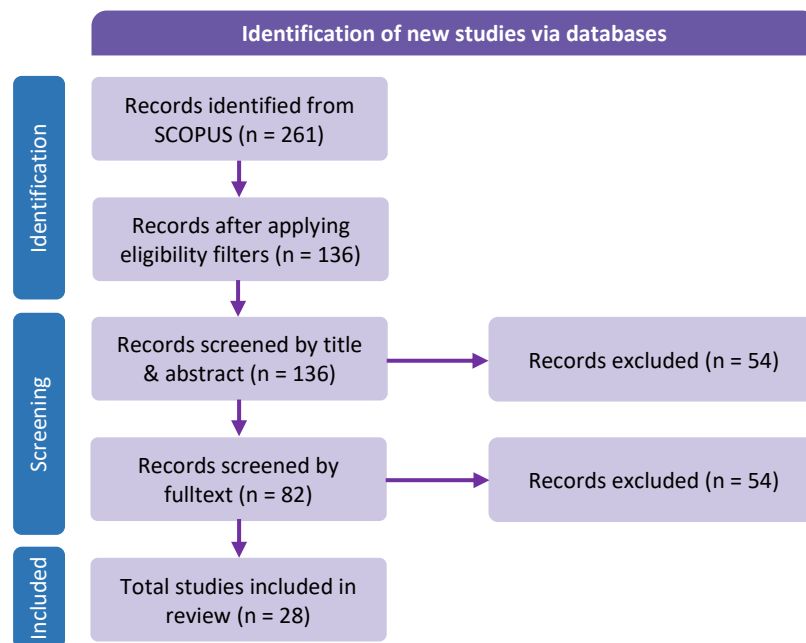 Identification of new studies via databases
Identification
Records identified from
SCOPUS (n = 261)
Records after applying
eligibility filters (n = 136)
Screening
Records screened by title
& abstract (n = 136)
Records excluded (n = 54)
Records screened by
fulltext (n = 82)
Records excluded (n = 54)
Included
Total studies included in
review (n = 28)